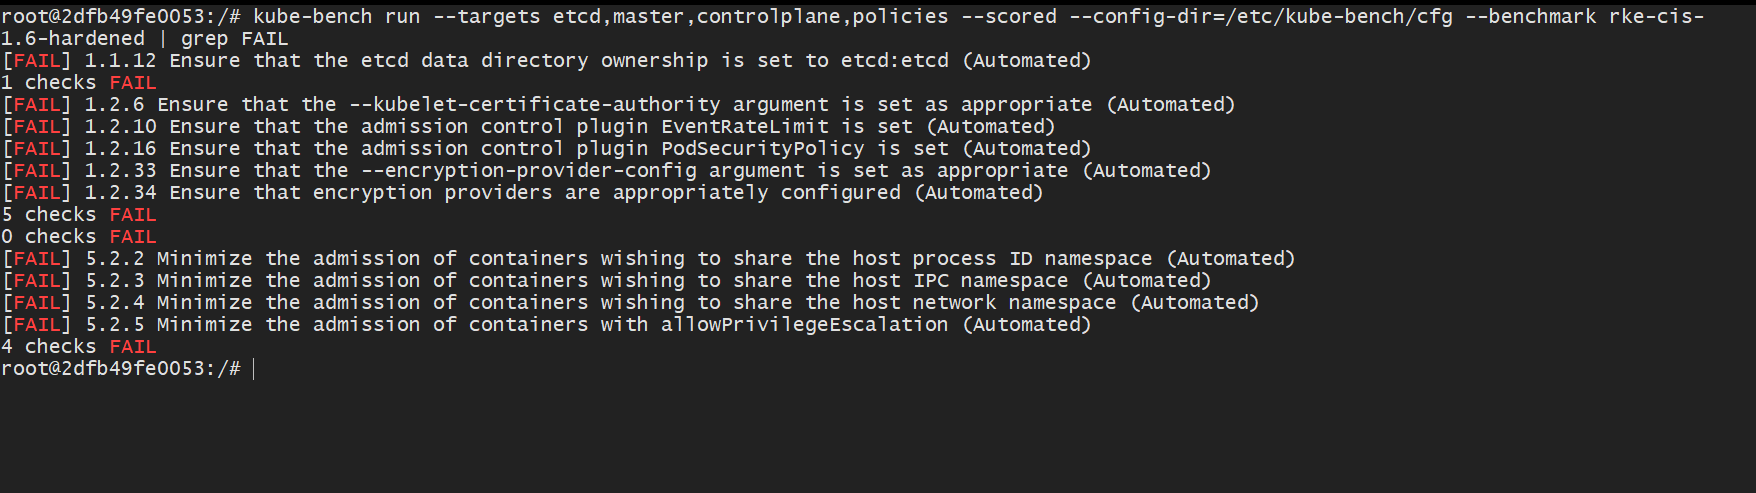 root@2dfb49fe0053:/# kube-bench run --targets etcd,master,controlplane,policies --scored --config-dir=/etc/kube-bench/cfg --benchmark rke-cis-
1.6-hardened | grep FAIL
[FAIL] 1.1.12 Ensure that the etcd data directory ownership is set to etcd:etcd (Automated)
1 checks FAIL
[FAIL] 1.2.6 Ensure that the --kubelet-certificate-authority argument is set as appropriate (Automated)
[FAIL] 1.2.10 Ensure that the admission control plugin EventRateLimit is set (Automated)
[FAIL] 1.2.16 Ensure that the admission control plugin PodSecurityPolicy is set (Automated)
[FAIL] 1.2.33 Ensure that the --encryption-provider-config argument is set as appropriate (Automated)
[FAIL] 1.2.34 Ensure that encryption providers are appropriately configured (Automated)
5 checks FAIL
0 checks FAIL
[FAIL] 5.2.2 Minimize the admission of containers wishing to share the host process ID namespace (Automated)
[FAIL] 5.2.3 Minimize the admission of containers wishing to share the host IPC namespace (Automated)
[FAIL] 5.2.4 Minimize the admission of containers wishing to share the host network namespace (Automated)
[FAIL] 5.2.5 Minimize the admission of containers with allowPrivilegeEscalation (Automated)
4 checks FAIL
root@2dfb49fe0053:/#